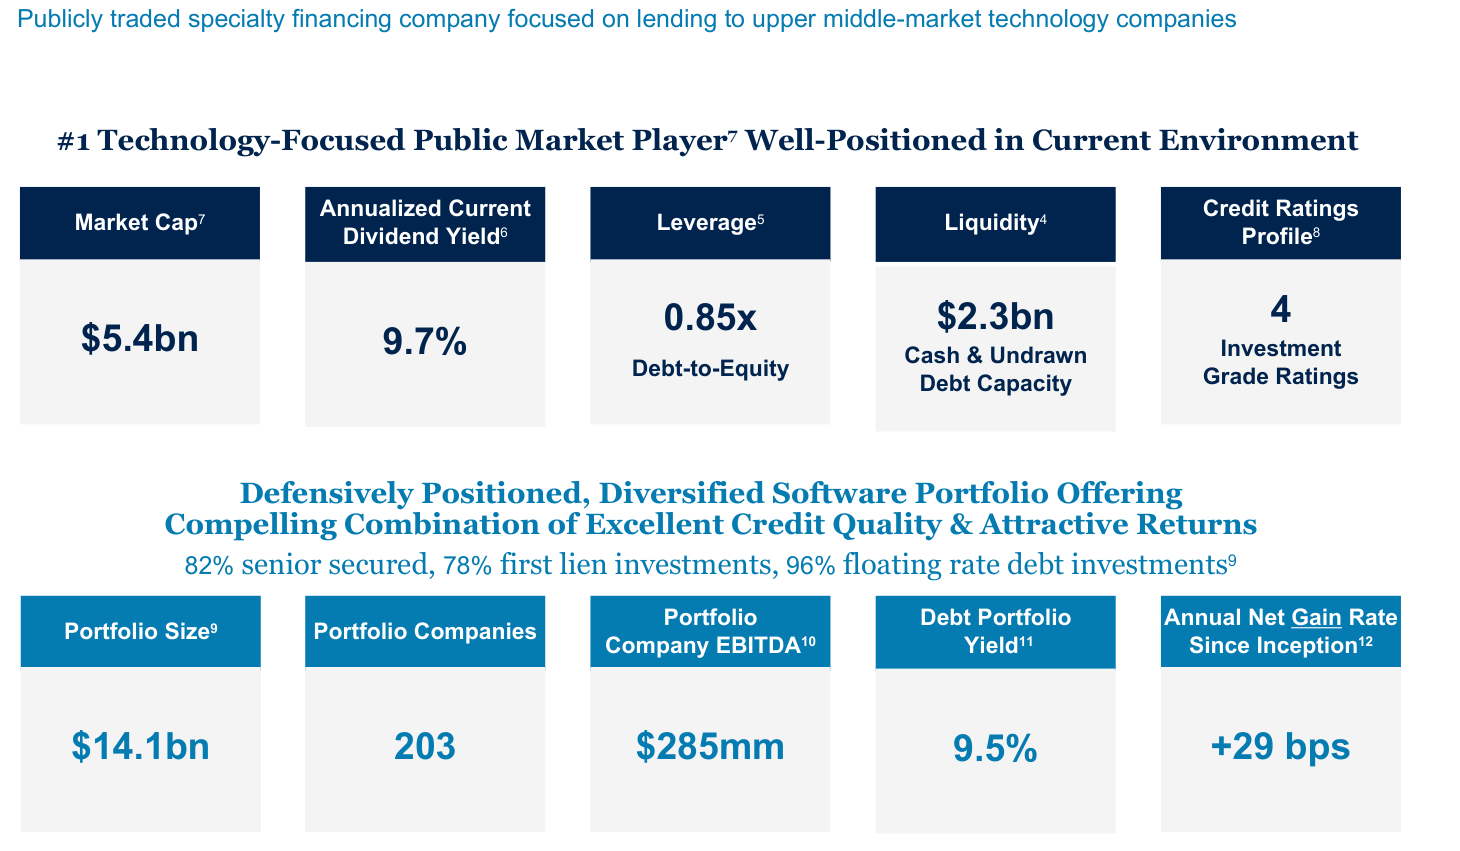 Publicly traded specialty financing company focused on lending to upper middle-market technology companies
#1 Technology-Focused Public Market Player⁷ Well-Positioned in Current Environment
Market Cap⁷
Annualized Current
Dividend Yield⁶
Leverage⁵
Liquidity⁴
Credit Ratings
Profile⁸
$5.4bn
9.7%
0.85x
Debt-to-Equity
$2.3bn
Cash & Undrawn
Debt Capacity
4
Investment
Grade Ratings
Defensively Positioned, Diversified Software Portfolio Offering
Compelling Combination of Excellent Credit Quality & Attractive Returns
82% senior secured, 78% first lien investments, 96% floating rate debt investments⁹
Portfolio Size⁹
Portfolio Companies
Portfolio
Company EBITDA¹⁰
Debt Portfolio
Yield¹¹
Annual Net Gain Rate
Since Inception¹²
$14.1bn
203
$285mm
9.5%
+29 bps